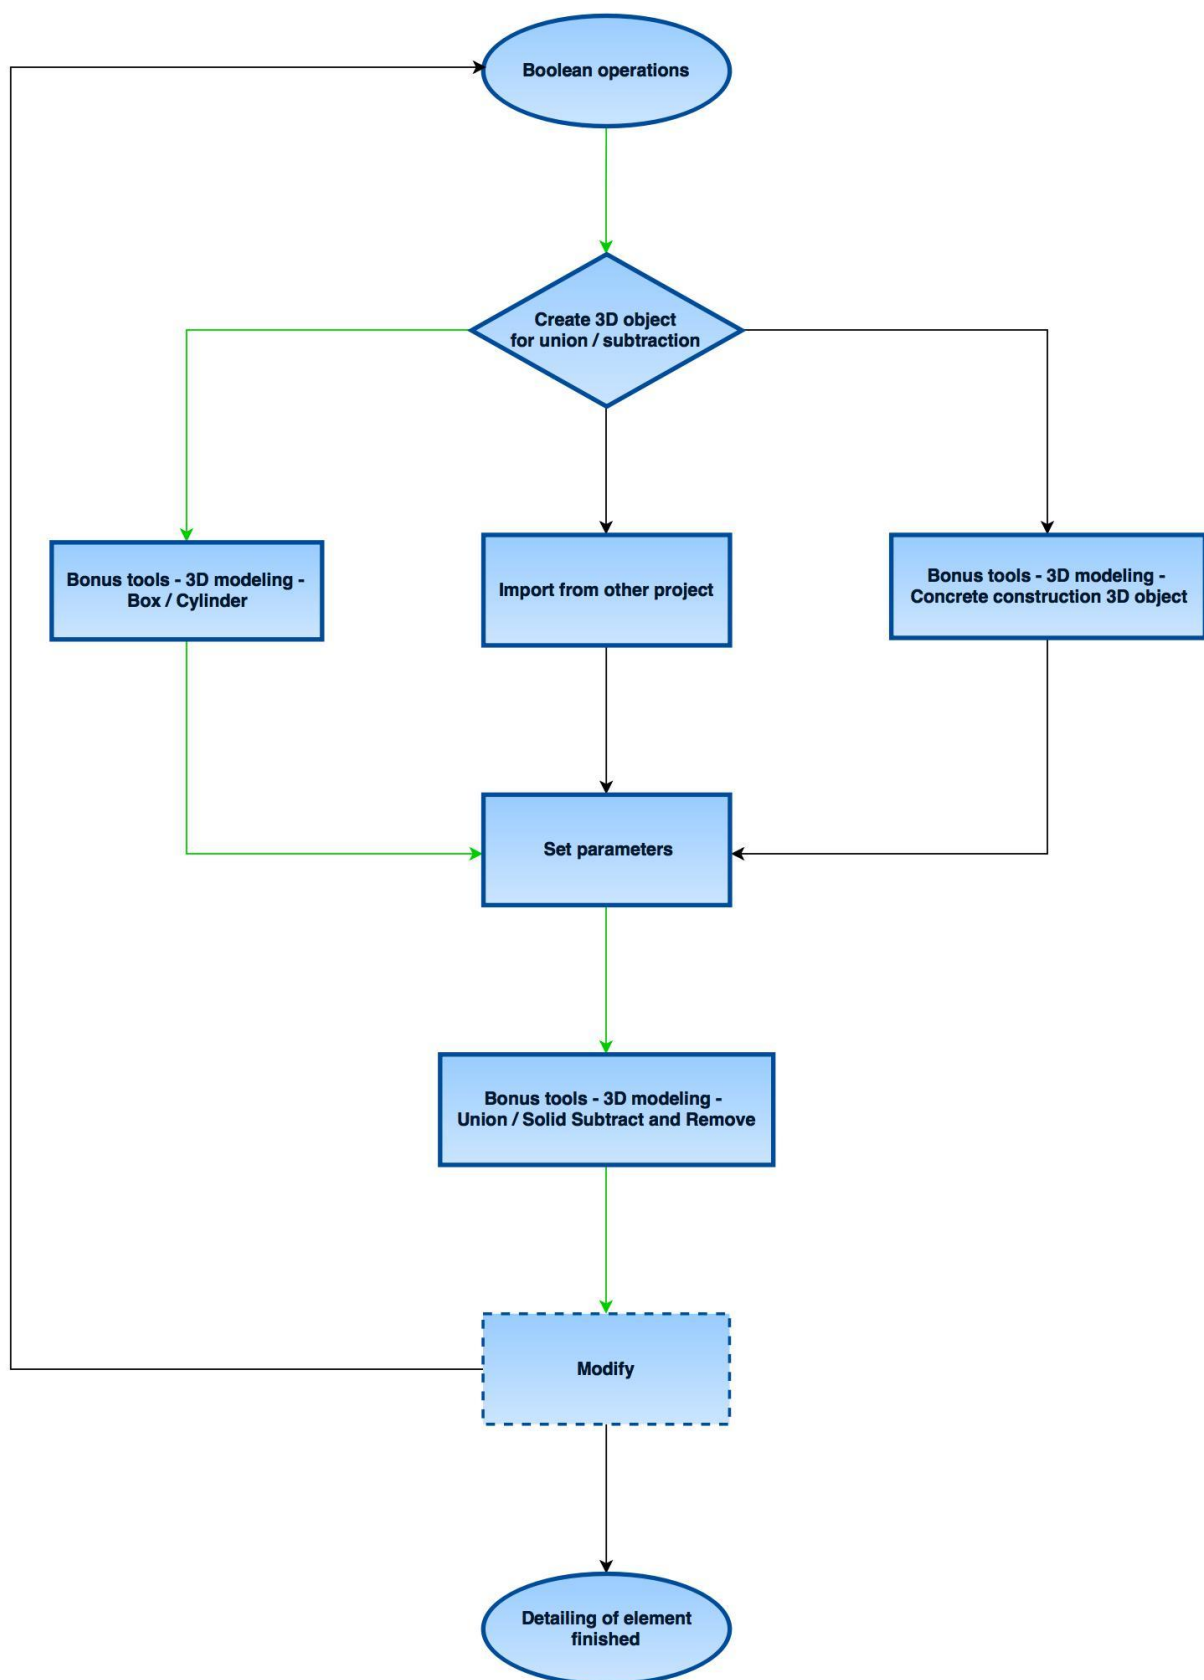 Boolean operations
Create 3D object
for union / subtraction
Bonus tools - 3D modeling -
Box / Cylinder
Import from other project
Bonus tools - 3D modeling -
Concrete construction 3D object
Set parameters
Bonus tools - 3D modeling -
Union / Solid Subtract and Remove
Modify
Detailing of element
finished